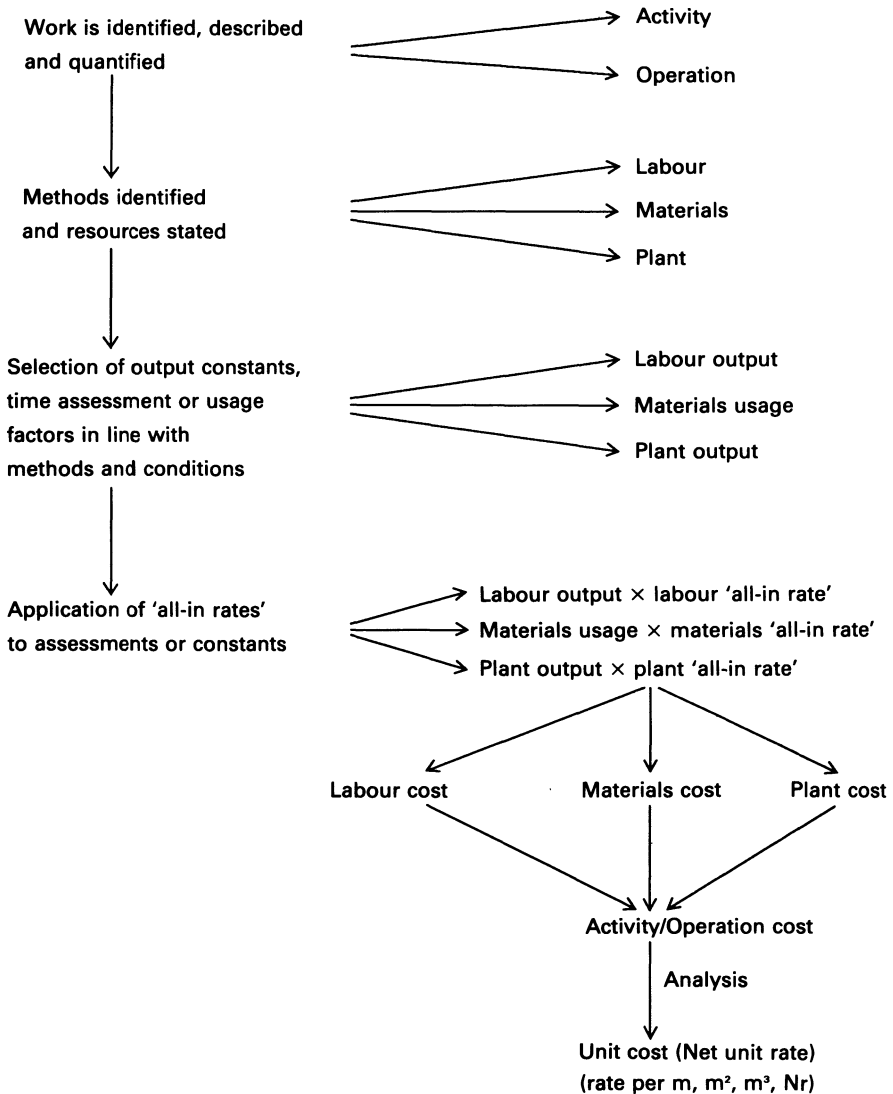 Work is identified, described
and quantified
Activity
Operation
Methods identified
and resources stated
Labour
Materials
Plant
Selection of output constants,
time assessment or usage
factors in line with
methods and conditions
Labour output
Materials usage
Plant output
Application of ‘all-in rates’
to assessments or constants
Labour output × labour ‘all-in rate’
Materials usage × materials ‘all-in rate’
Plant output × plant ‘all-in rate’
Labour cost
Materials cost
Plant cost
Activity/Operation cost
Analysis
Unit cost (Net unit rate)
(rate per m, m², m³, Nr)